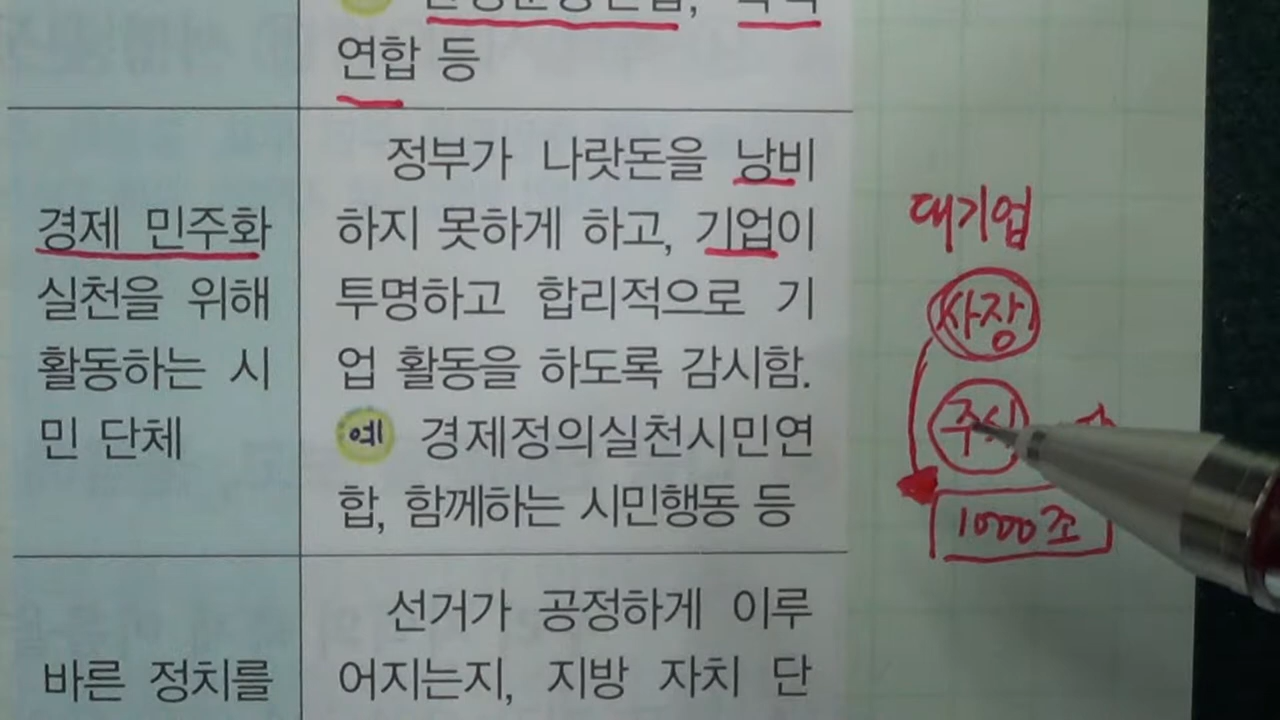 연합 등
경제 민주화
실천을 위해
활동하는 시
민 단체
정부가 나랏돈을 낭비
하지 못하게 하고, 기업이
투명하고 합리적으로 기
업 활동을 하도록 감시함.
예 경제정의실천시민연
합, 함께하는 시민행동 등
바른 정치를
선거가 공정하게 이루
어지는지, 지방 자치 단
대기업
사장
주식
1000조